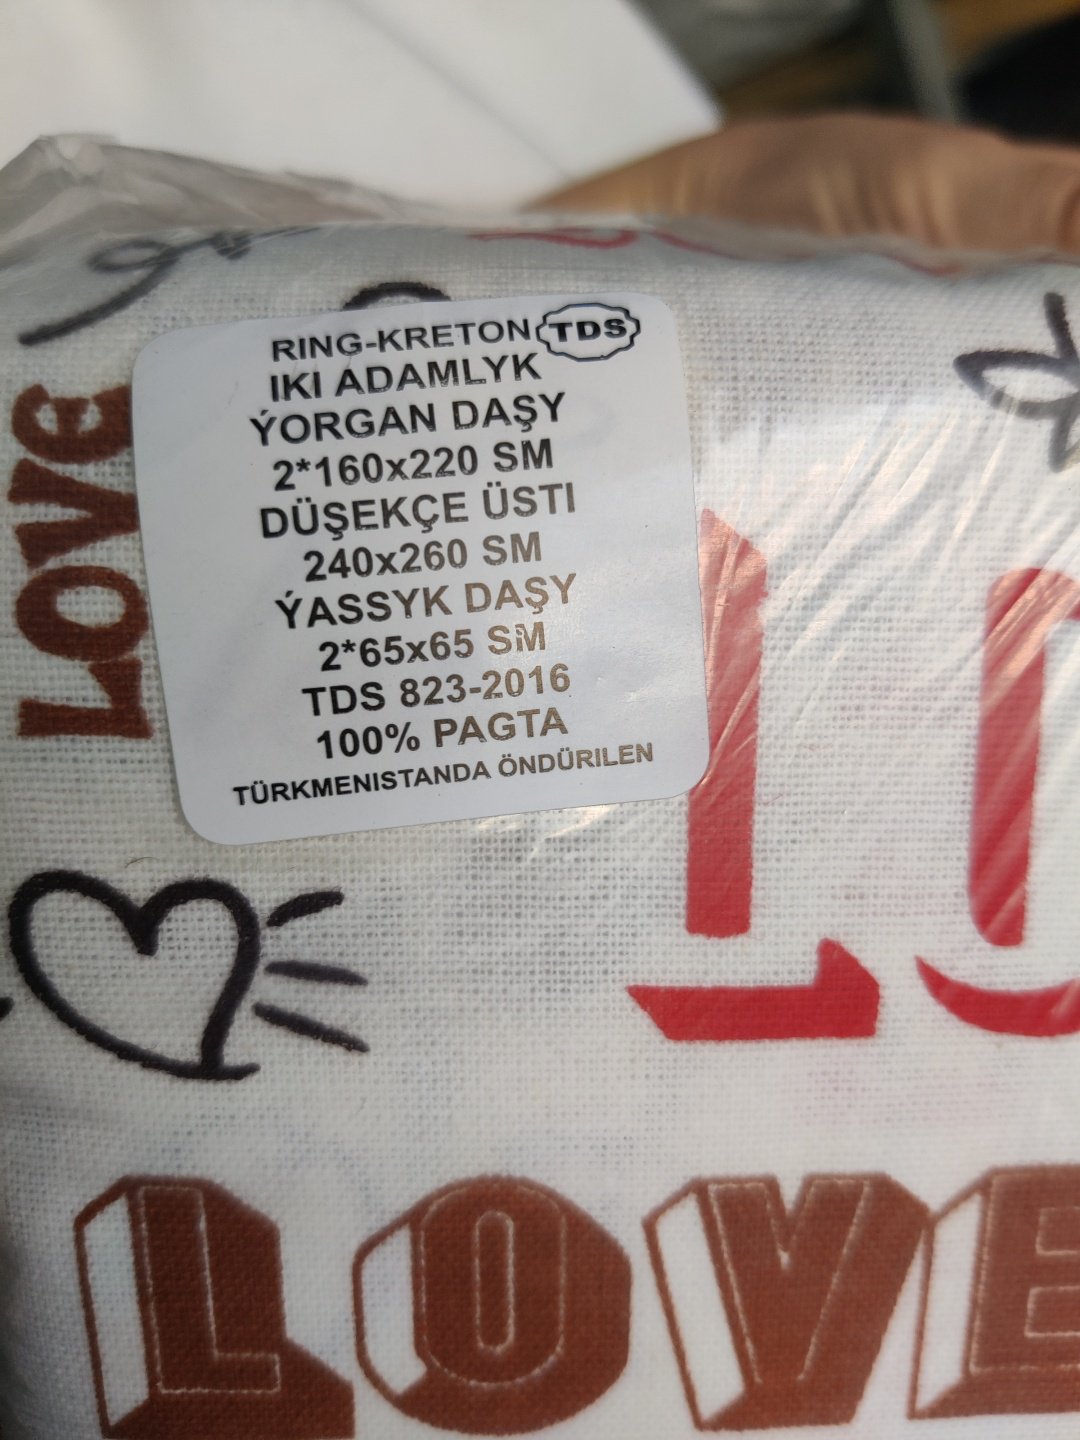 RING-KRETON TDS
IKI ADAMLYK
ÝORGAN DAŞY
2*160x220 SM
DÜŞEKÇE ÜSTI
240x260 SM
ÝASSYK DAŞY
2*65x65 SM
TDS 823-2016
100% PAGTA
TÜRKMENISTANDA ÖNDÜRILEN
LOVE
LOVE